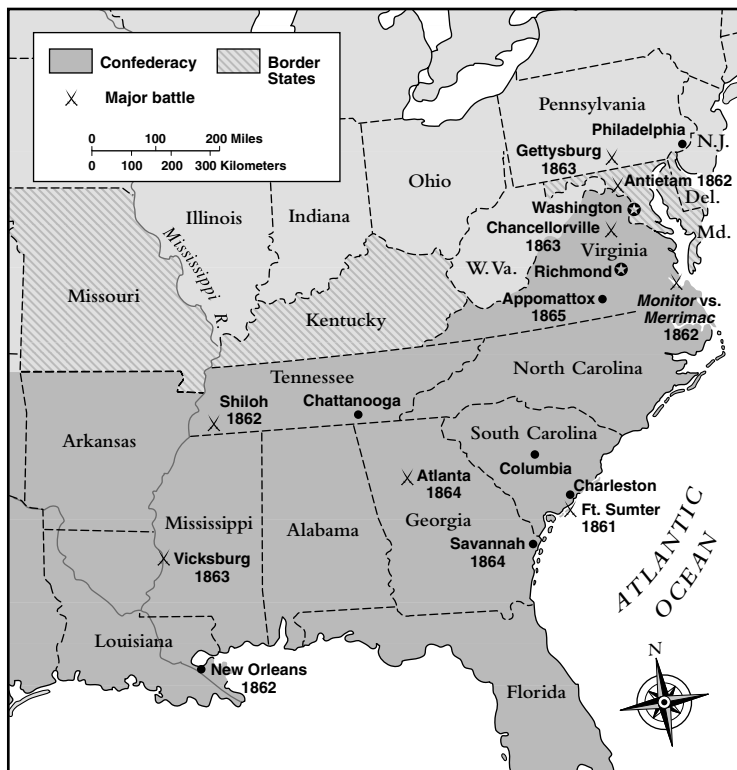 Confederacy
Border
States
Major battle
0 100 200 Miles
0 100 200 300 Kilometers
Pennsylvania
Philadelphia
N.J.
Gettysburg
1863
Antietam 1862
Ohio
Del.
Washington
Illinois
Indiana
Chancellorville
1863
Md.
Virginia
Mississippi R.
W.Va.
Richmond
Missouri
Appomattox
1865
Monitor vs.
Merrimac
1862
Kentucky
North Carolina
Tennessee
Shiloh
1862
Chattanooga
Arkansas
South Carolina
Columbia
Atlanta
1864
Charleston
Ft. Sumter
1861
Mississippi
Alabama
Georgia
Savannah
1864
Vicksburg
1863
ATLANTIC
OCEAN
Louisiana
New Orleans
1862
Florida
N